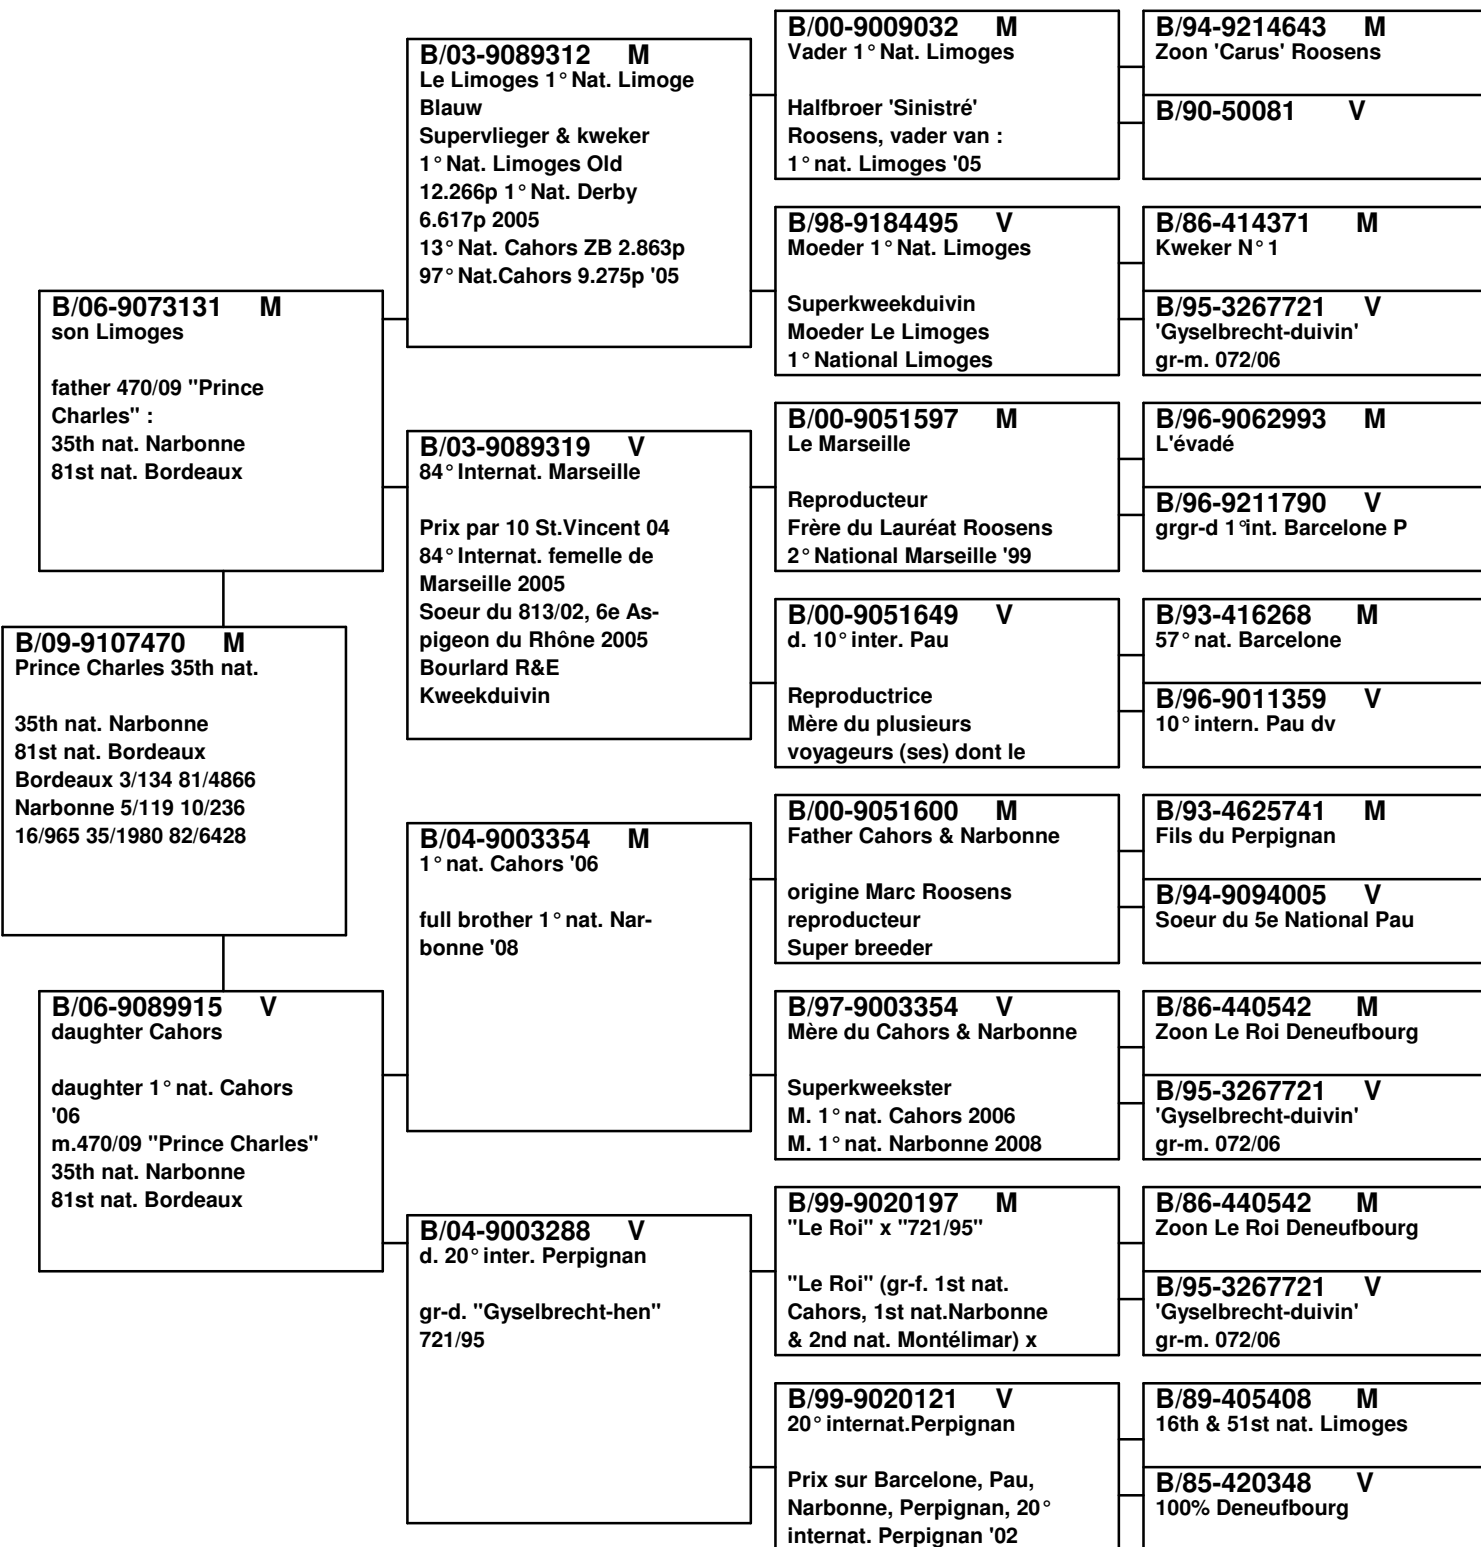 B/09-9107470 M
Prince Charles 35th nat.
35th nat. Narbonne
81st nat. Bordeaux
Bordeaux 3/134 81/4866
Narbonne 5/119 10/236
16/965 35/1980 82/6428
B/06-9073131 M
son Limoges
father 470/09 "Prince
Charles" :
35th nat. Narbonne
81st nat. Bordeaux
B/06-9089915 V
daughter Cahors
daughter 1° nat. Cahors
'06
m.470/09 "Prince Charles"
35th nat. Narbonne
81st nat. Bordeaux
B/03-9089312 M
Le Limoges 1° Nat. Limoge
Blauw
Supervlieger & kweker
1° Nat. Limoges Old
12.266p 1° Nat. Derby
6.617p 2005
13° Nat. Cahors ZB 2.863p
97° Nat.Cahors 9.275p '05
B/03-9089319 V
84° Internat. Marseille
Prix par 10 St.Vincent 04
84° Internat. femelle de
Marseille 2005
Soeur du 813/02, 6e As-
pigeon du Rhône 2005
Bourlard R&E
Kweekduivin
B/04-9003354 M
1° nat. Cahors '06
full brother 1° nat. Nar-
bonne '08
B/04-9003288 V
d. 20° inter. Perpignan
gr-d. "Gyselbrecht-hen"
721/95
B/00-9009032 M
Vader 1° Nat. Limoges
Halfbroer 'Sinistré'
Roosens, vader van :
1° nat. Limoges '05
B/98-9184495 V
Moeder 1° Nat. Limoges
Superkweekduivin
Moeder Le Limoges
1° National Limoges
B/00-9051597 M
Le Marseille
Reproducteur
Frère du Lauréat Roosens
2° National Marseille '99
B/00-9051649 V
d. 10° inter. Pau
Reproductrice
Mère du plusieurs
voyageurs (ses) dont le
B/00-9051600 M
Father Cahors & Narbonne
origine Marc Roosens
reproducteur
Super breeder
B/97-9003354 V
Mère du Cahors & Narbonne
Superkweekster
M. 1° nat. Cahors 2006
M. 1° nat. Narbonne 2008
B/99-9020197 M
"Le Roi" x "721/95"
"Le Roi" (gr-f. 1st nat.
Cahors, 1st nat.Narbonne
& 2nd nat. Montélimar) x
B/99-9020121 V
20° internat.Perpignan
Prix sur Barcelone, Pau,
Narbonne, Perpignan, 20°
internat. Perpignan '02
B/94-9214643 M
Zoon 'Carus' Roosens
B/90-50081 V
B/86-414371 M
Kweker N° 1
B/95-3267721 V
'Gyselbrecht-duivin'
gr-m. 072/06
B/96-9062993 M
L'évadé
B/96-9211790 V
grgr-d 1°int. Barcelone P
B/93-416268 M
57° nat. Barcelone
B/96-9011359 V
10° intern. Pau dv
B/93-4625741 M
Fils du Perpignan
B/94-9094005 V
Soeur du 5e National Pau
B/86-440542 M
Zoon Le Roi Deneufbourg
B/95-3267721 V
'Gyselbrecht-duivin'
gr-m. 072/06
B/86-440542 M
Zoon Le Roi Deneufbourg
B/95-3267721 V
'Gyselbrecht-duivin'
gr-m. 072/06
B/89-405408 M
16th & 51st nat. Limoges
B/85-420348 V
100% Deneufbourg